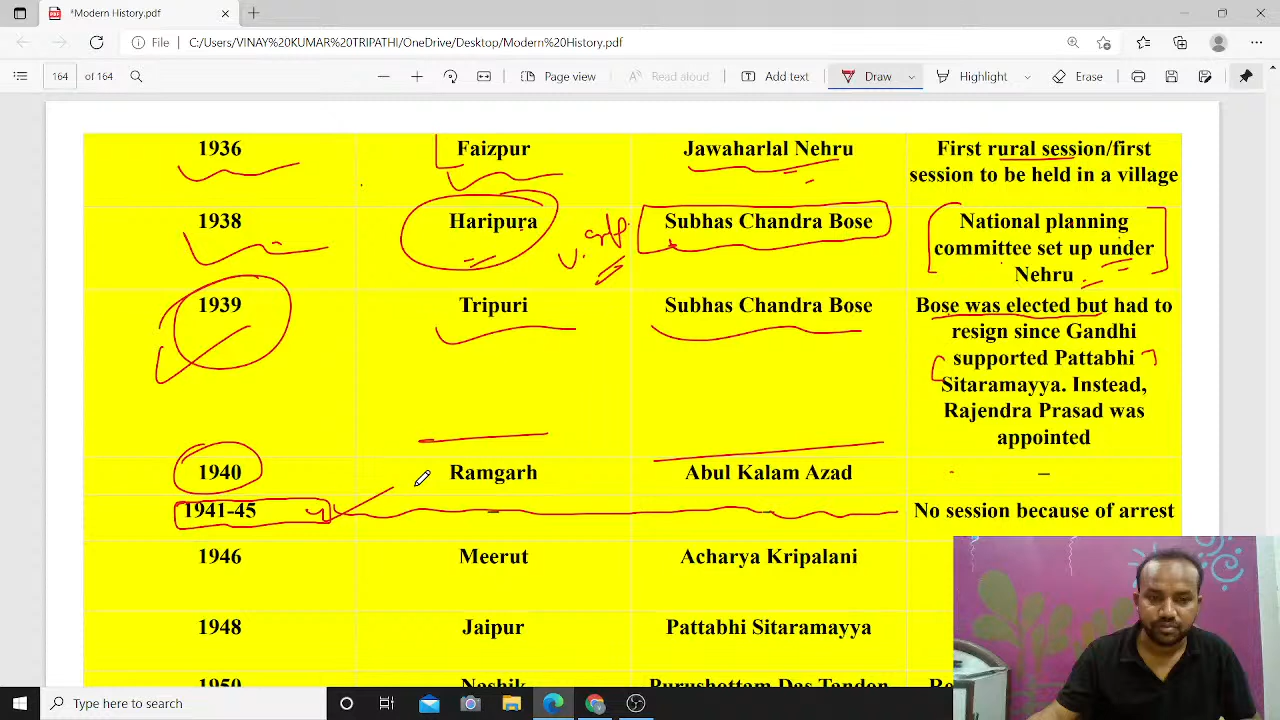 *Modern History.pdf
File
C:/Users/VINAY%20KUMAR%20TRIPATHI/OneDrive/Desktop/Modern%20History.pdf
164 of 164
Page view
Read aloud
Add text
Draw
Highlight
Erase
1936 Faizpur Jawaharlal Nehru First rural session/first
session to be held in a village
1938 Haripura Subhas Chandra Bose National planning
committee set up under
Nehru
1939 Tripuri Subhas Chandra Bose Bose was elected but had to
resign since Gandhi
supported Pattabhi
Sitaramayya. Instead,
Rajendra Prasad was
appointed
1940 Ramgarh Abul Kalam Azad –
1941-45 – – No session because of arrest
1946 Meerut Acharya Kripalani
1948 Jaipur Pattabhi Sitaramayya
1950 Nashik Purushottam Das Tandon
Type here to search